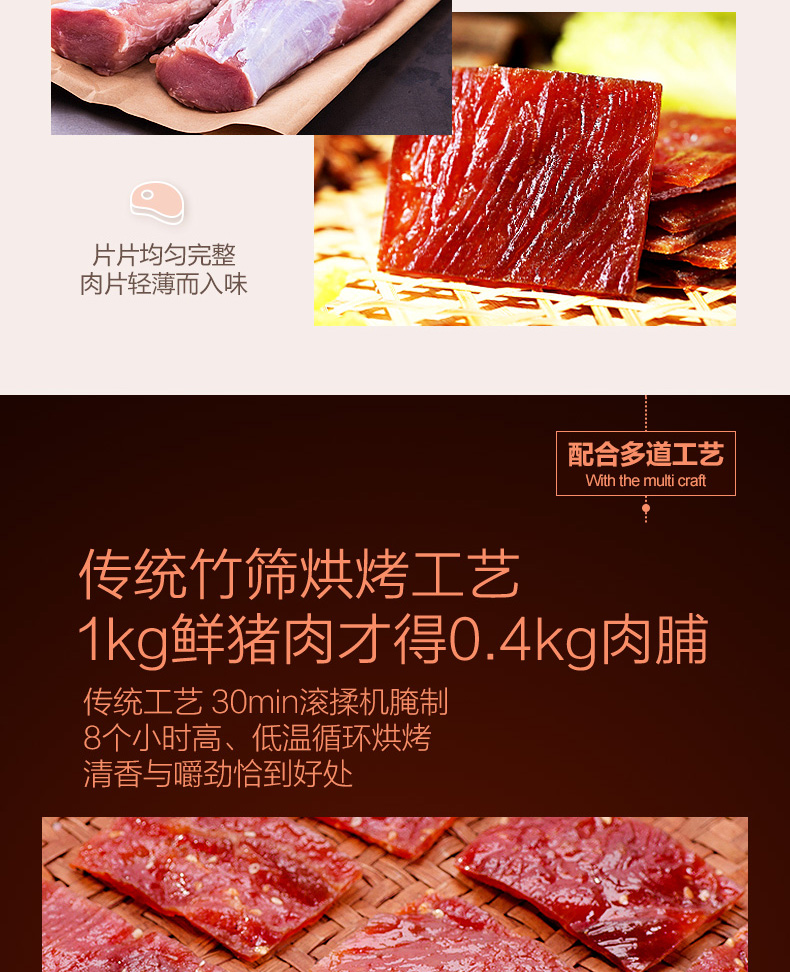 片片均匀完整
肉片轻薄而入味
配合多道工艺
With the multi craft
传统竹筛烘烤工艺
1kg鲜猪肉才得0.4kg肉脯
传统工艺 30min滚揉机腌制
8个小时高、低温循环烘烤
清香与嚼劲恰到好处